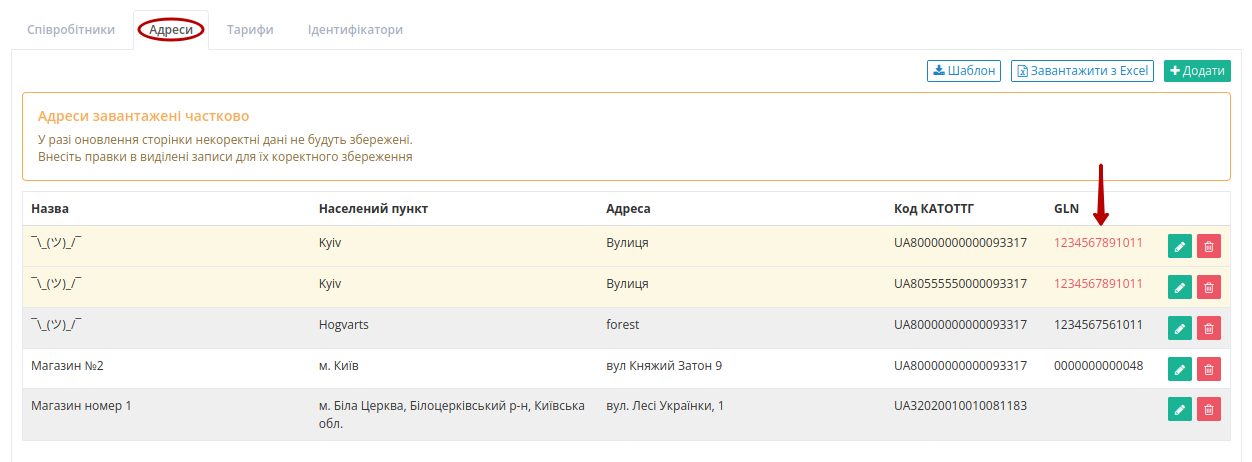 Співробітники Адреси Тарифи Ідентифікатори
Шаблон Завантажити з Excel Додати
Адреси завантажені частково
У разі оновлення сторінки некоректні дані не будуть збережені.
Внесіть правки в виділені записи для їх коректного збереження
Назва Населений пункт Адреса Код КАТОТТГ GLN
¯\_(ツ)_/¯ Kyiv Вулиця UA80000000000093317 1234567891011
¯\_(ツ)_/¯ Kyiv Вулиця UA80555550000093317 1234567891011
¯\_(ツ)_/¯ Hogvarts forest UA80000000000093317 1234567561011
Магазин №2 м. Київ вул Княжий Затон 9 UA80000000000093317 0000000000048
Магазин номер 1 м. Біла Церква, Білоцерківський р-н, Київська вул. Лесі Українки, 1 UA32020010010081183
обл.